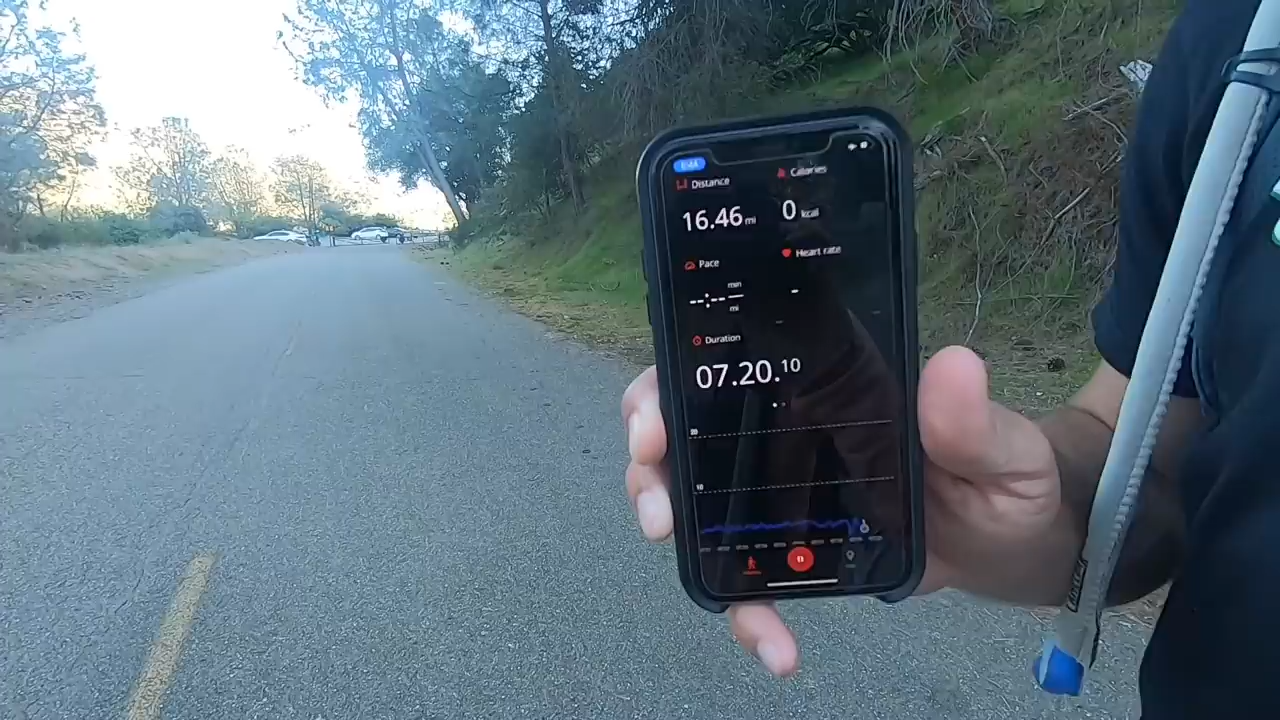 Distance
Calories
16.46 mi
0 kcal
Pace
Heart rate
--:-- min
mi
-
Duration
07.20.10
20
10